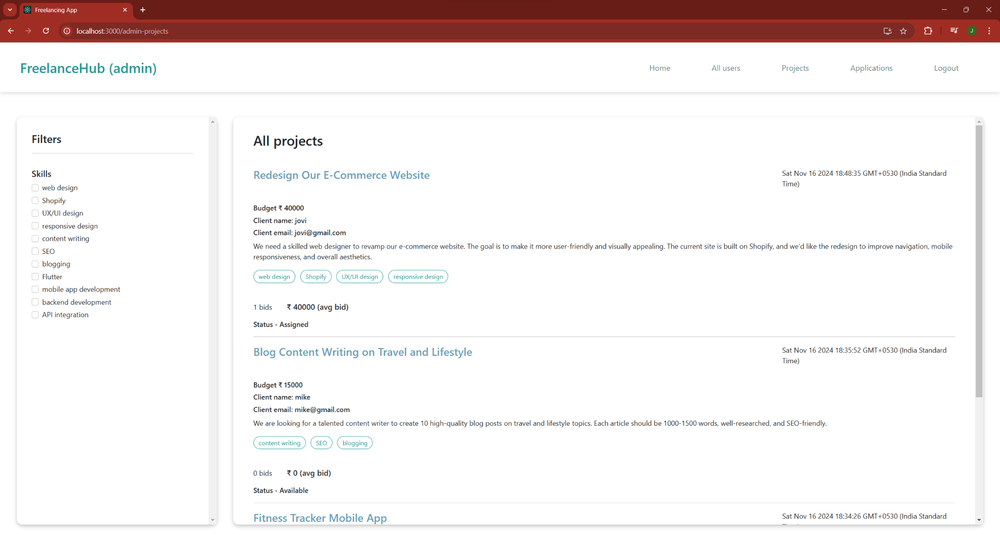 Freelancing App
localhost:3000/admin-projects
J
FreelanceHub (admin)
Home
All users
Projects
Applications
Logout
Filters
Skills
web design
Shopify
UX/UI design
responsive design
content writing
SEO
blogging
Flutter
mobile app development
backend development
API integration
All projects
Redesign Our E-Commerce Website
Sat Nov 16 2024 18:48:35 GMT+0530 (India Standard
Time)
Budget ₹ 40000
Client name: jovi
Client email: jovi@gmail.com
We need a skilled web designer to revamp our e-commerce website. The goal is to make it more user-friendly and visually appealing. The current site is built on Shopify, and we'd like the redesign to improve navigation, mobile
responsiveness, and overall aesthetics.
web design
Shopify
UX/UI design
responsive design
1 bids
₹ 40000 (avg bid)
Status - Assigned
Blog Content Writing on Travel and Lifestyle
Sat Nov 16 2024 18:35:52 GMT+0530 (India Standard
Time)
Budget ₹ 15000
Client name: mike
Client email: mike@gmail.com
We are looking for a talented content writer to create 10 high-quality blog posts on travel and lifestyle topics. Each article should be 1000-1500 words, well-researched, and SEO-friendly.
content writing
SEO
blogging
0 bids
₹ 0 (avg bid)
Status - Available
Fitness Tracker Mobile App
Sat Nov 16 2024 18:34:26 GMT+0530 (India Standard